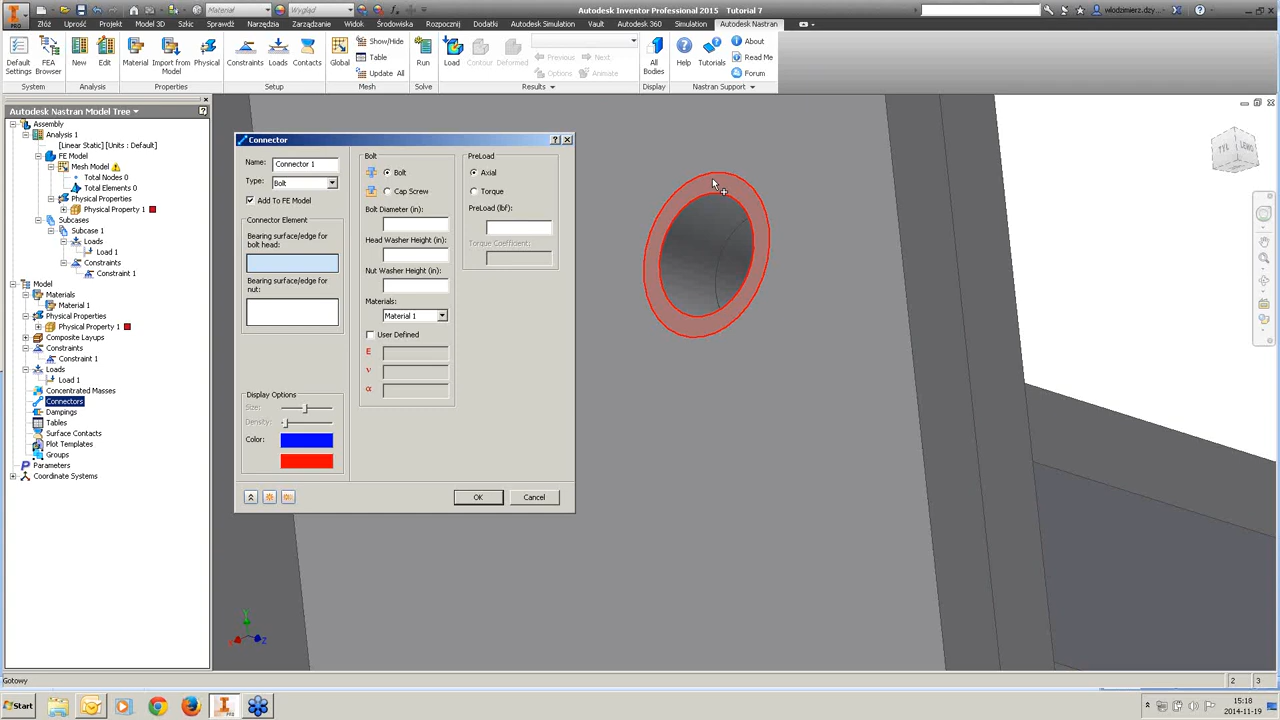 Autodesk Inventor Professional 2015 Tutorial 7
Materiał
Wygląd
włodzimierz.dzy...
Złóż
Projekt
Model 3D
Szkic
Sprawdź
Narzędzia
Zarządzanie
Widok
Środowiska
Rozpocznij
Dodatki
Autodesk Simulation
Vault
Autodesk 360
Simulation
Autodesk Nastran
Default Settings
FEA Browser
New
Edit
Material
Import from Model
Physical
Constraints
Loads
Contacts
Global
Show/Hide
Table
Update All
Run
Load
Contour
Deformed
Previous
Next
Options
Animate
All Bodies
Help
Tutorials
About
Read Me
Forum
System
Analysis
Properties
Setup
Mesh
Solve
Results
Display
Nastran Support
Autodesk Nastran Model Tree
Assembly
Analysis 1
[Linear Static] [Units : Default]
FE Model
Mesh Model
Total Nodes 0
Total Elements 0
Physical Properties
Physical Property 1
Subcases
Subcase 1
Loads
Load 1
Constraints
Constraint 1
Model
Materials
Material 1
Physical Properties
Physical Property 1
Composite Layups
Constraints
Constraint 1
Loads
Load 1
Concentrated Masses
Connectors
Dampings
Tables
Surface Contacts
Plot Templates
Groups
Parameters
Coordinate Systems
Connector
Name:
Connector 1
Type:
Bolt
Add To FE Model
Connector Element
Bearing surface/edge for
bolt head:
Bearing surface/edge for
nut:
Display Options
Size:
Density:
Color:
Bolt
Bolt
Cap Screw
Bolt Diameter (in):
Head Washer Height (in):
Nut Washer Height (in):
Materials:
Material 1
User Defined
E
ν
α
PreLoad
Axial
Torque
PreLoad (lbf):
Torque Coefficient:
OK
Cancel
TYŁ
LEWO
Y
X
Z
Gotowy
2
3
Start
15:18
2014-11-19